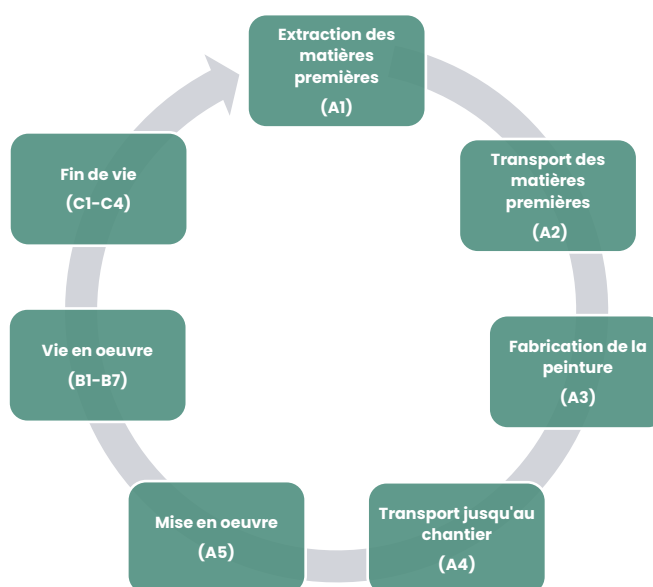 Extraction des
matières
premières
(A1)
Transport des
matières
premières
(A2)
Fabrication de la
peinture
(A3)
Transport jusqu'au
chantier
(A4)
Mise en oeuvre
(A5)
Vie en oeuvre
(B1-B7)
Fin de vie
(C1-C4)